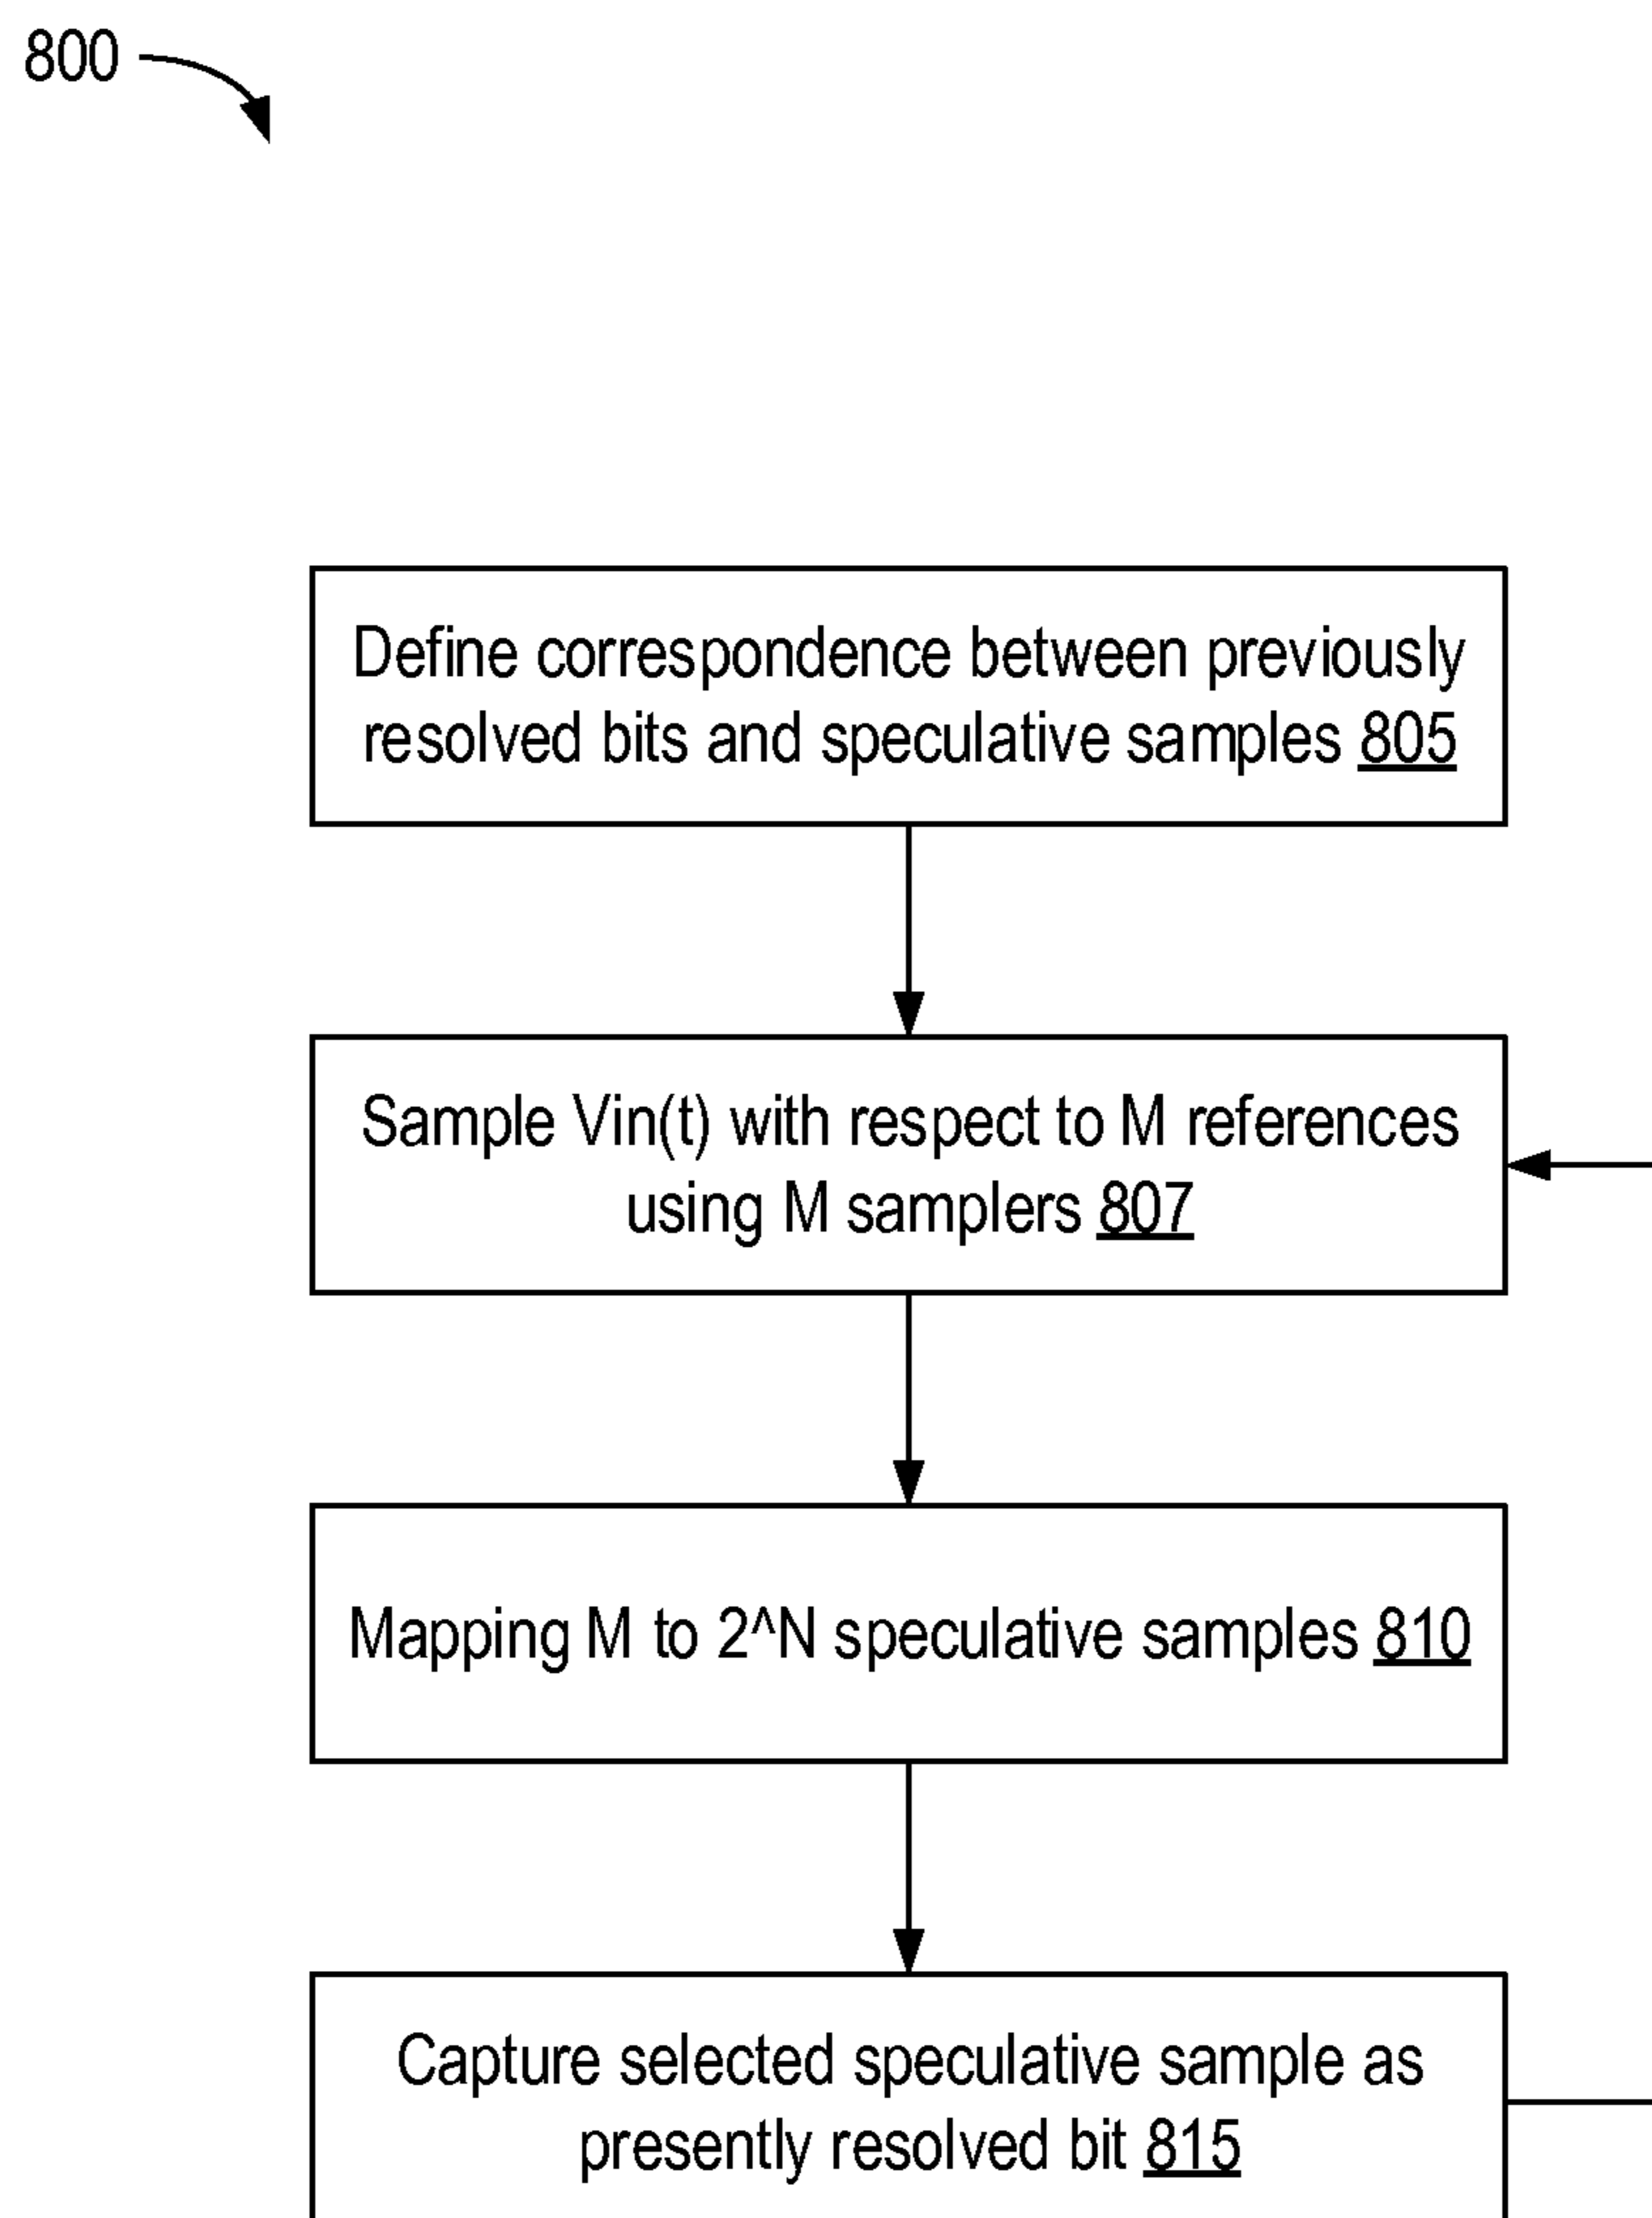 800
Define correspondence between previously
resolved bits and speculative samples 805
Sample Vin(t) with respect to M references
using M samplers 807
Mapping M to 2^N speculative samples 810
Capture selected speculative sample as
presently resolved bit 815